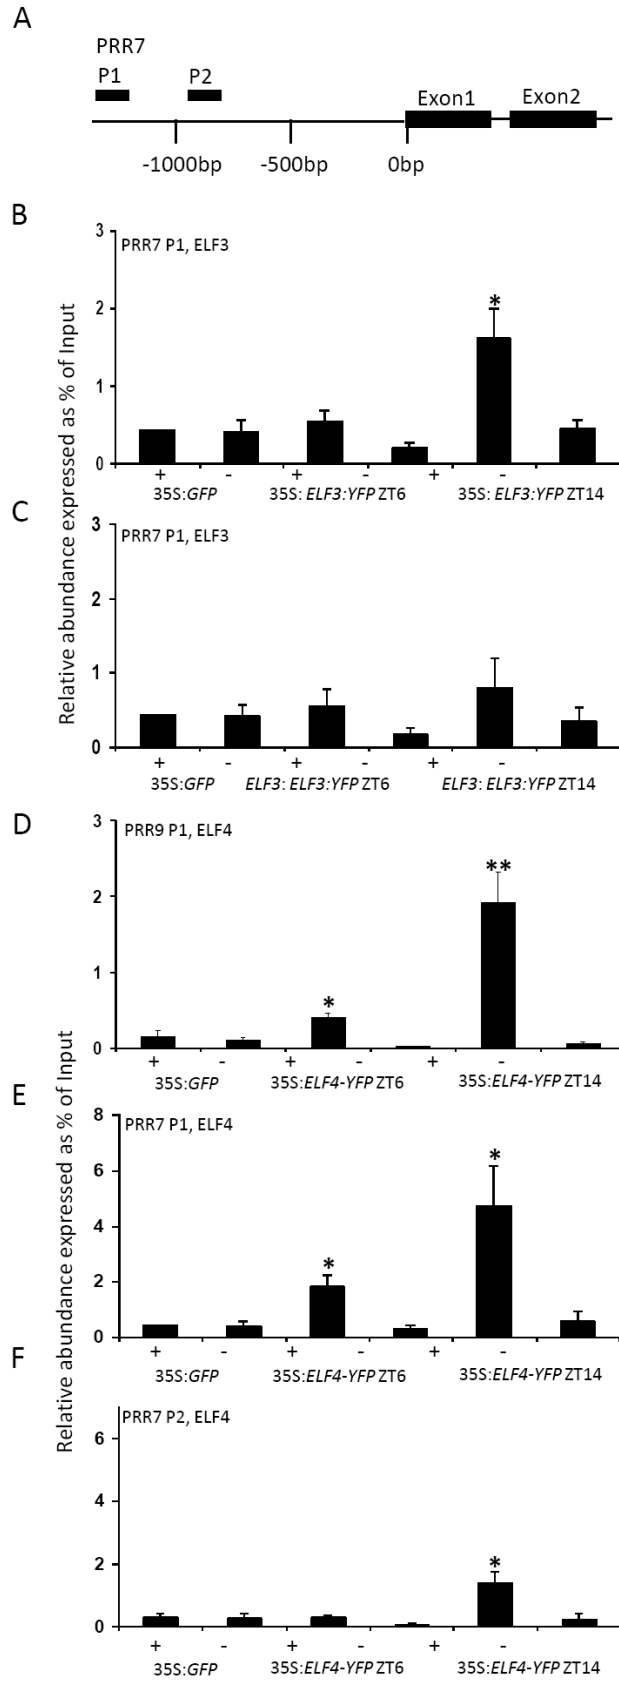 A
PRR7
P1 P2
Exon1 Exon2
-1000bp -500bp 0bp
B
PRR7 P1, ELF3
3
2
1
0
*
+ - + - + -
35S:GFP 35S: ELF3:YFP ZT6 35S: ELF3:YFP ZT14
Relative abundance expressed as % of Input
C
PRR7 P1, ELF3
3
2
1
0
+ - + - + -
35S:GFP ELF3: ELF3:YFP ZT6 ELF3: ELF3:YFP ZT14
D
PRR9 P1, ELF4
3
2
1
0
* **
+ - + - + -
35S:GFP 35S:ELF4-YFP ZT6 35S:ELF4-YFP ZT14
E
PRR7 P1, ELF4
8
6
4
2
0
* *
+ - + - + -
35S:GFP 35S:ELF4-YFP ZT6 35S:ELF4-YFP ZT14
Relative abundance expressed as % of Input
F
PRR7 P2, ELF4
6
4
2
0
*
+ - + - + -
35S:GFP 35S:ELF4-YFP ZT6 35S:ELF4-YFP ZT14